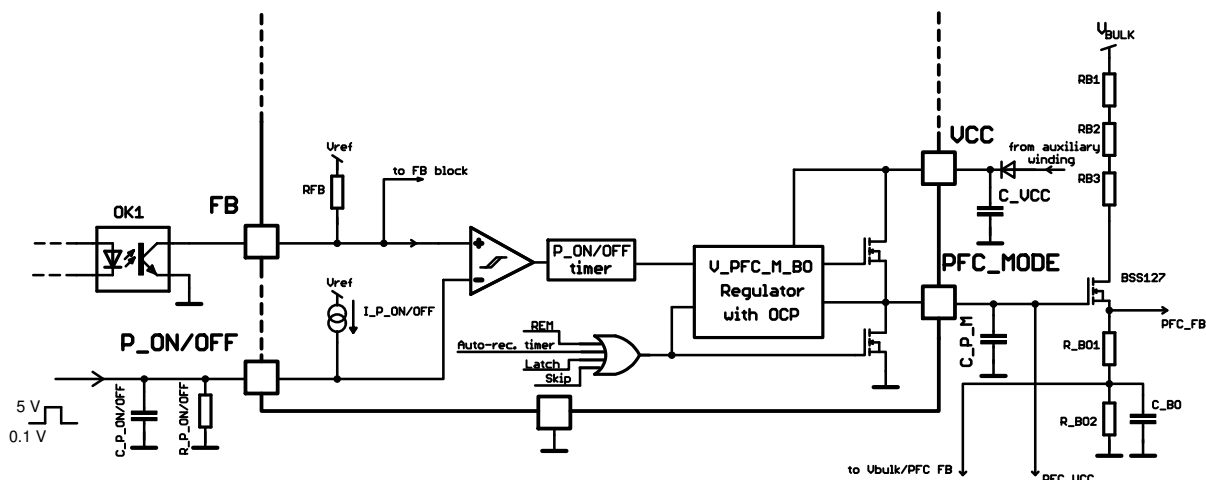 V_BULK
RB1
RB2
RB3
VCC
from auxiliary
winding
C_VCC
Vref
RFB
to FB block
FB
OK1
P_ON/OFF
timer
V_PFC_M_BO
Regulator
with OCP
PFC_MODE
BSS127
PFC_FB
Vref
I_P_ON/OFF
REM
Auto-rec. timer
Latch
Skip
C_P_M
R_BO1
P_ON/OFF
5 V
0.1 V
C_P_ON/OFF
R_P_ON/OFF
R_BO2
C_BO
to Vbulk/PFC FB
PFC_VCC